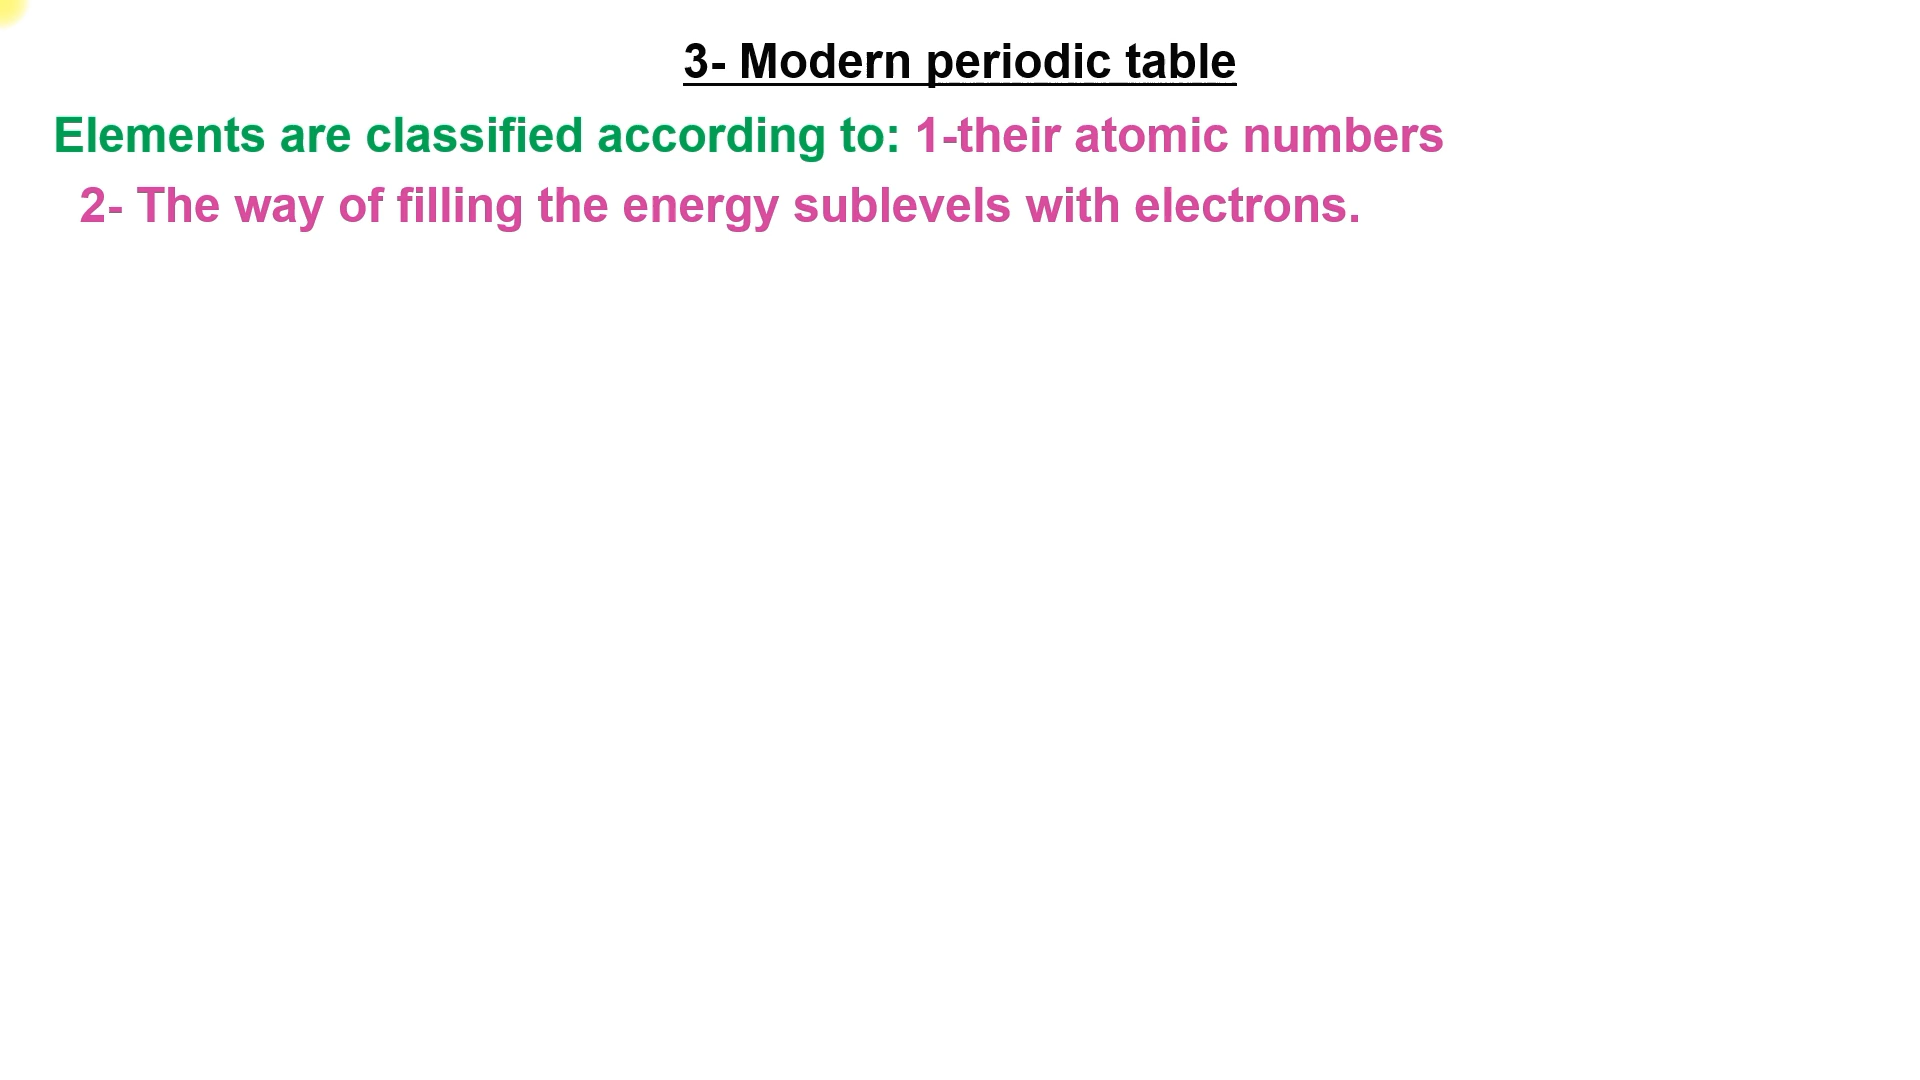 3- Modern periodic table
Elements are classified according to: 1-their atomic numbers
2- The way of filling the energy sublevels with electrons.